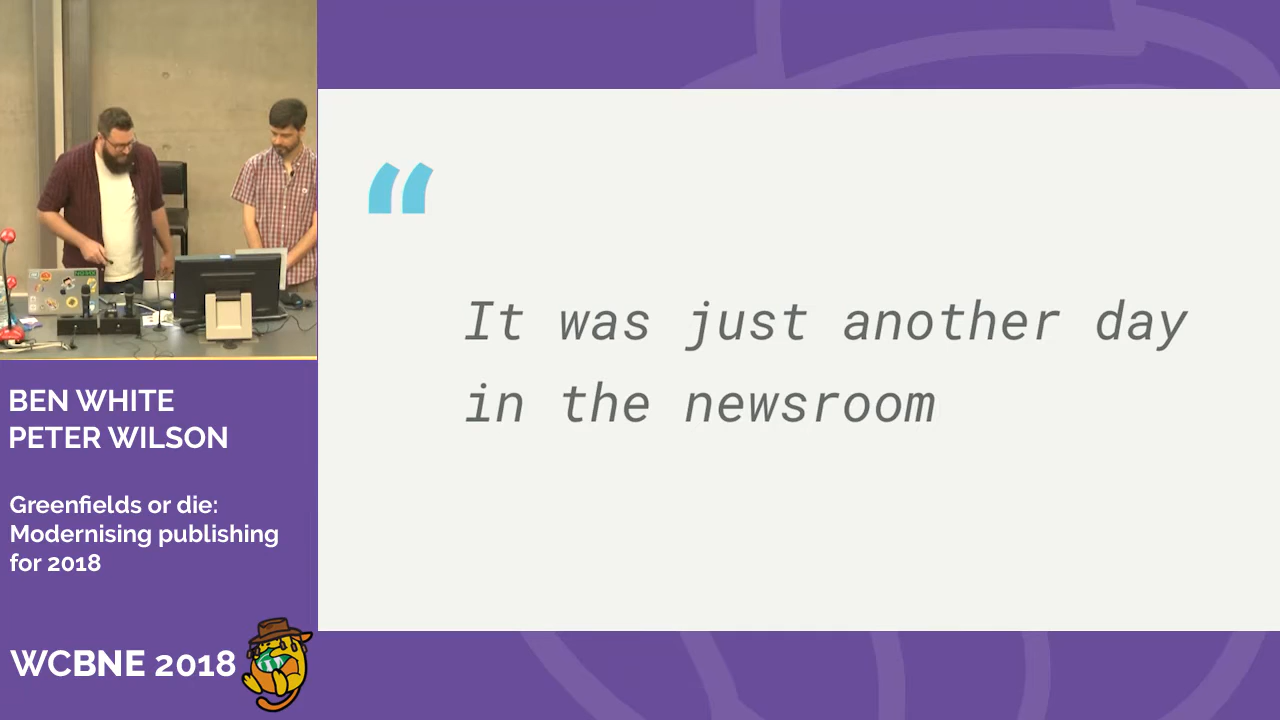 BEN WHITE
PETER WILSON
Greenfields or die:
Modernising publishing
for 2018
WCBNE 2018
“
It was just another day
in the newsroom